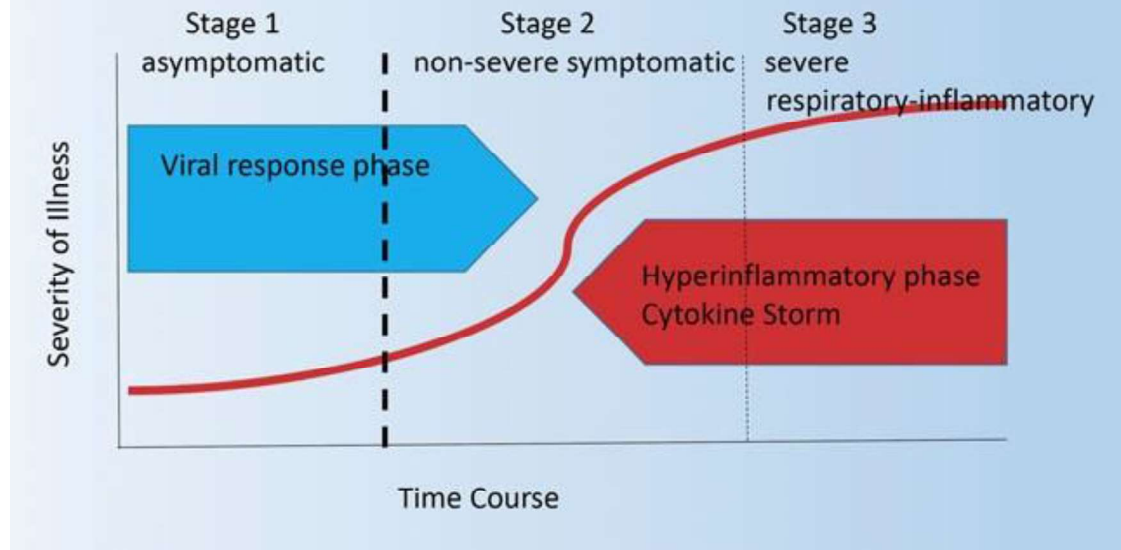 Stage 1
asymptomatic
Stage 2
non-severe symptomatic
Stage 3
severe
respiratory-inflammatory
Severity of Illness
Viral response phase
Hyperinflammatory phase
Cytokine Storm
Time Course